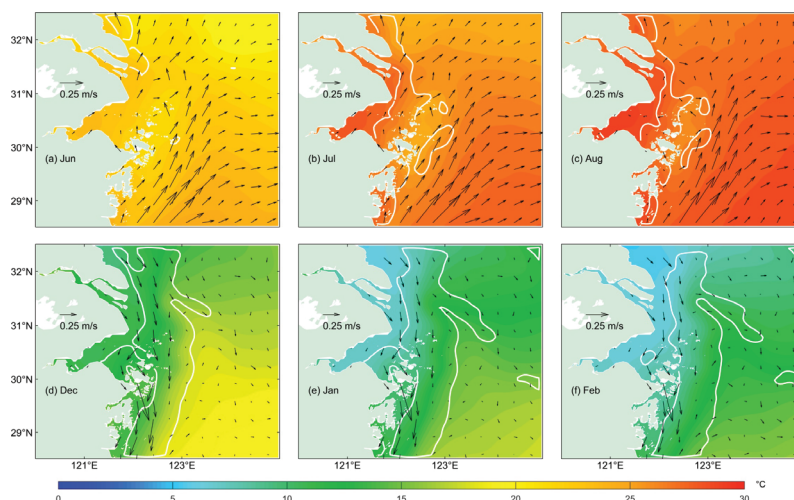 32°N
31°N
30°N
29°N
0.25 m/s
(a) Jun
0.25 m/s
(b) Jul
0.25 m/s
(c) Aug
32°N
31°N
30°N
29°N
0.25 m/s
(d) Dec
0.25 m/s
(e) Jan
0.25 m/s
(f) Feb
121°E 123°E 121°E 123°E 121°E 123°E
°C
0 5 10 15 20 25 30